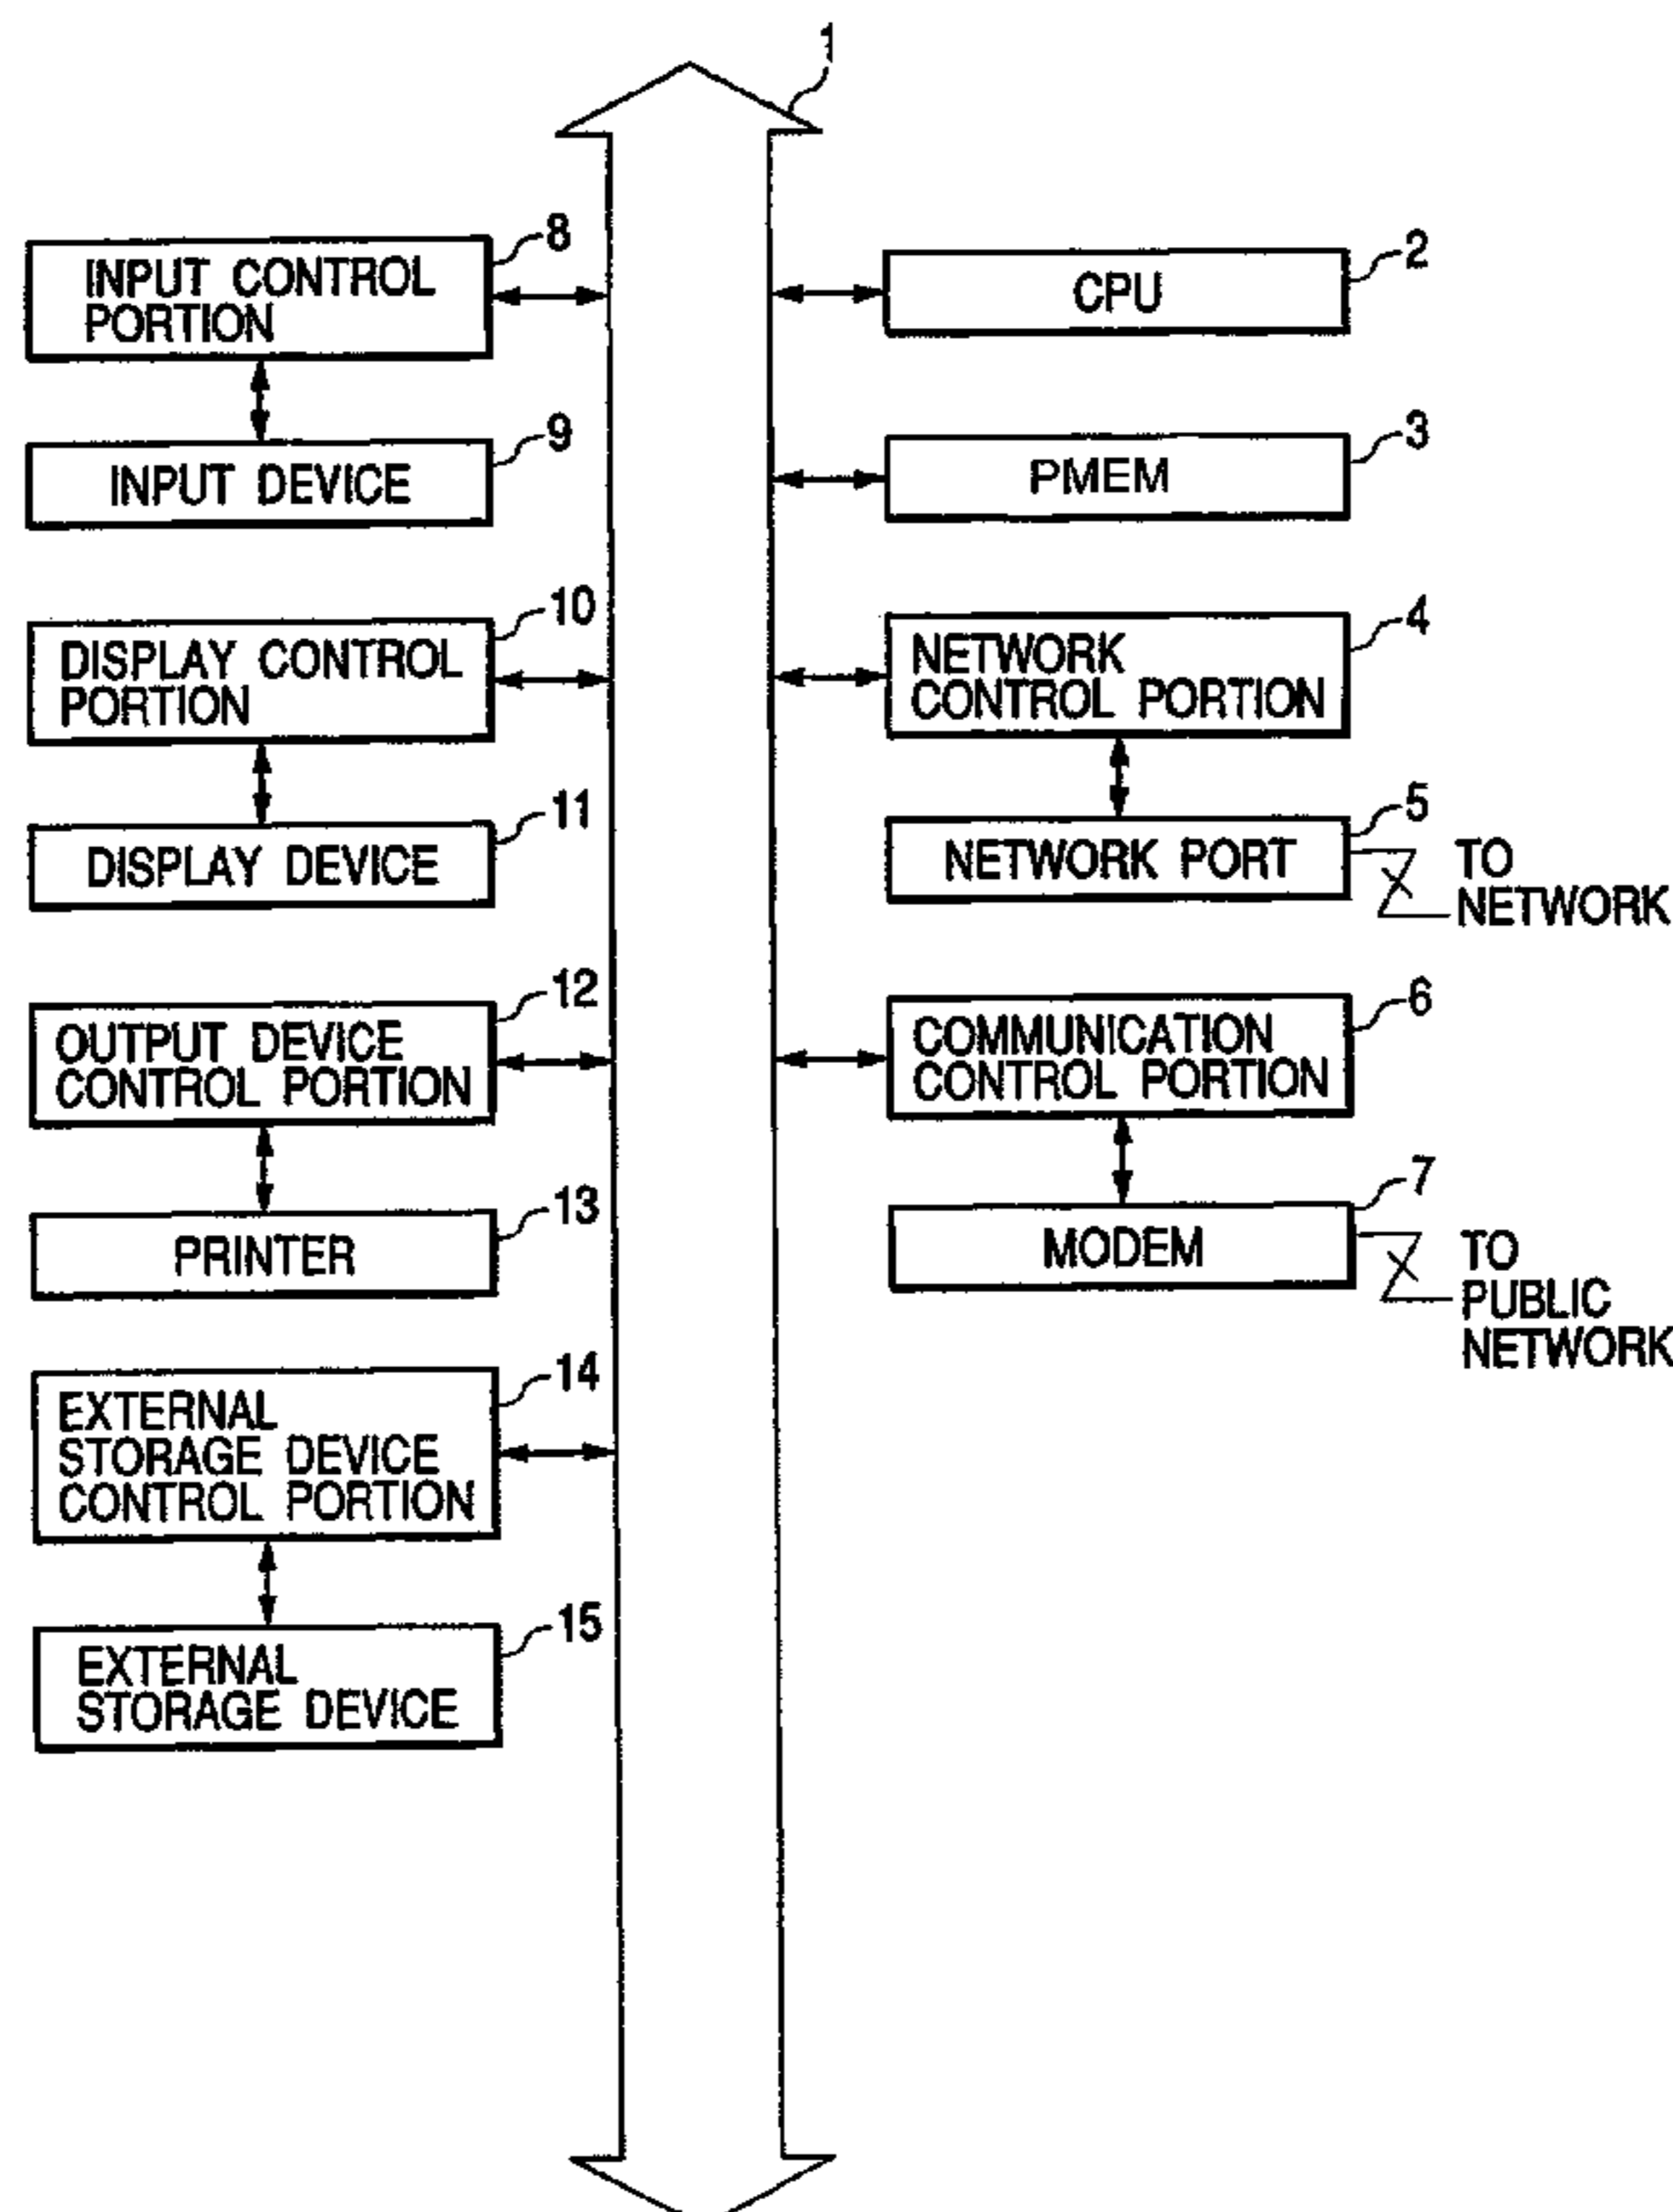 1
8
INPUT CONTROL
PORTION
9
INPUT DEVICE
10
DISPLAY CONTROL
PORTION
11
DISPLAY DEVICE
12
OUTPUT DEVICE
CONTROL PORTION
13
PRINTER
14
EXTERNAL
STORAGE DEVICE
CONTROL PORTION
15
EXTERNAL
STORAGE DEVICE
2
CPU
3
PMEM
4
NETWORK
CONTROL PORTION
5
NETWORK PORT
TO
NETWORK
6
COMMUNICATION
CONTROL PORTION
7
MODEM
TO
PUBLIC
NETWORK